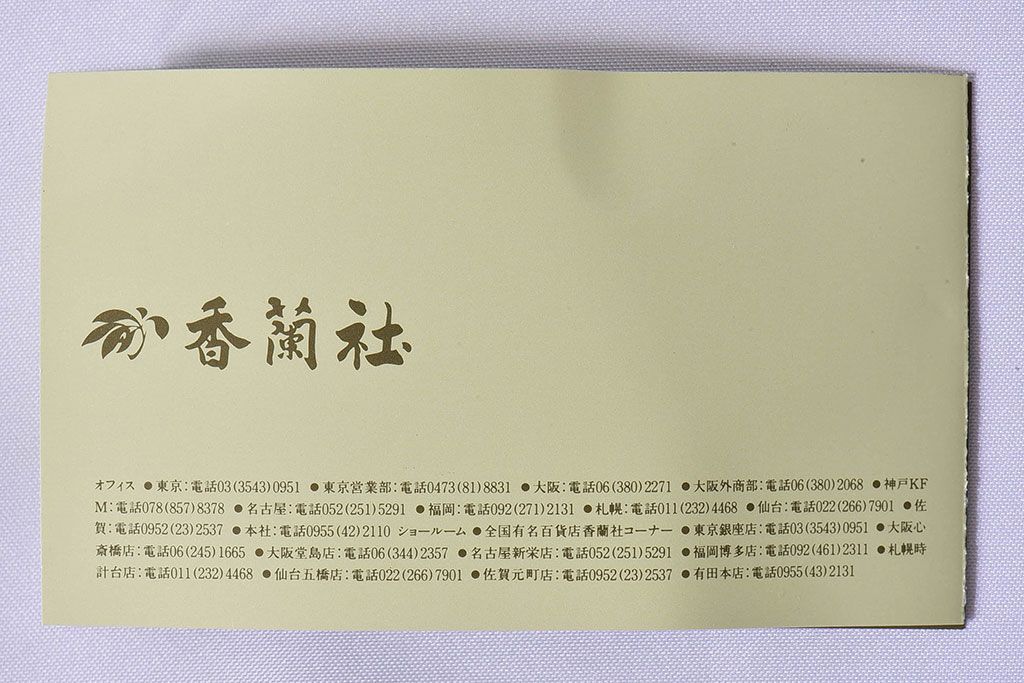 香蘭社
オフィス ●東京:電話03(3543)0951 ●東京営業部:電話0473(81)8831 ●大阪:電話06(380)2271 ●大阪外商部:電話06(380)2068 ●神戸KF
M:電話078(857)8378 ●名古屋:電話052(251)5291 ●福岡:電話092(271)2131 ●札幌:電話011(232)4468 ●仙台:電話022(266)7901 ●佐
賀:電話0952(23)2537 ●本社:電話0955(42)2110 ショールーム ●全国有名百貨店香蘭社コーナー ●東京銀座店:電話03(3543)0951 ●大阪心
斎橋店:電話06(245)1665 ●大阪堂島店:電話06(344)2357 ●名古屋新栄店:電話052(251)5291 ●福岡博多店:電話092(461)2311 ●札幌時
計台店:電話011(232)4468 ●仙台五橋店:電話022(266)7901 ●佐賀元町店:電話0952(23)2537 ●有田本店:電話0955(43)2131